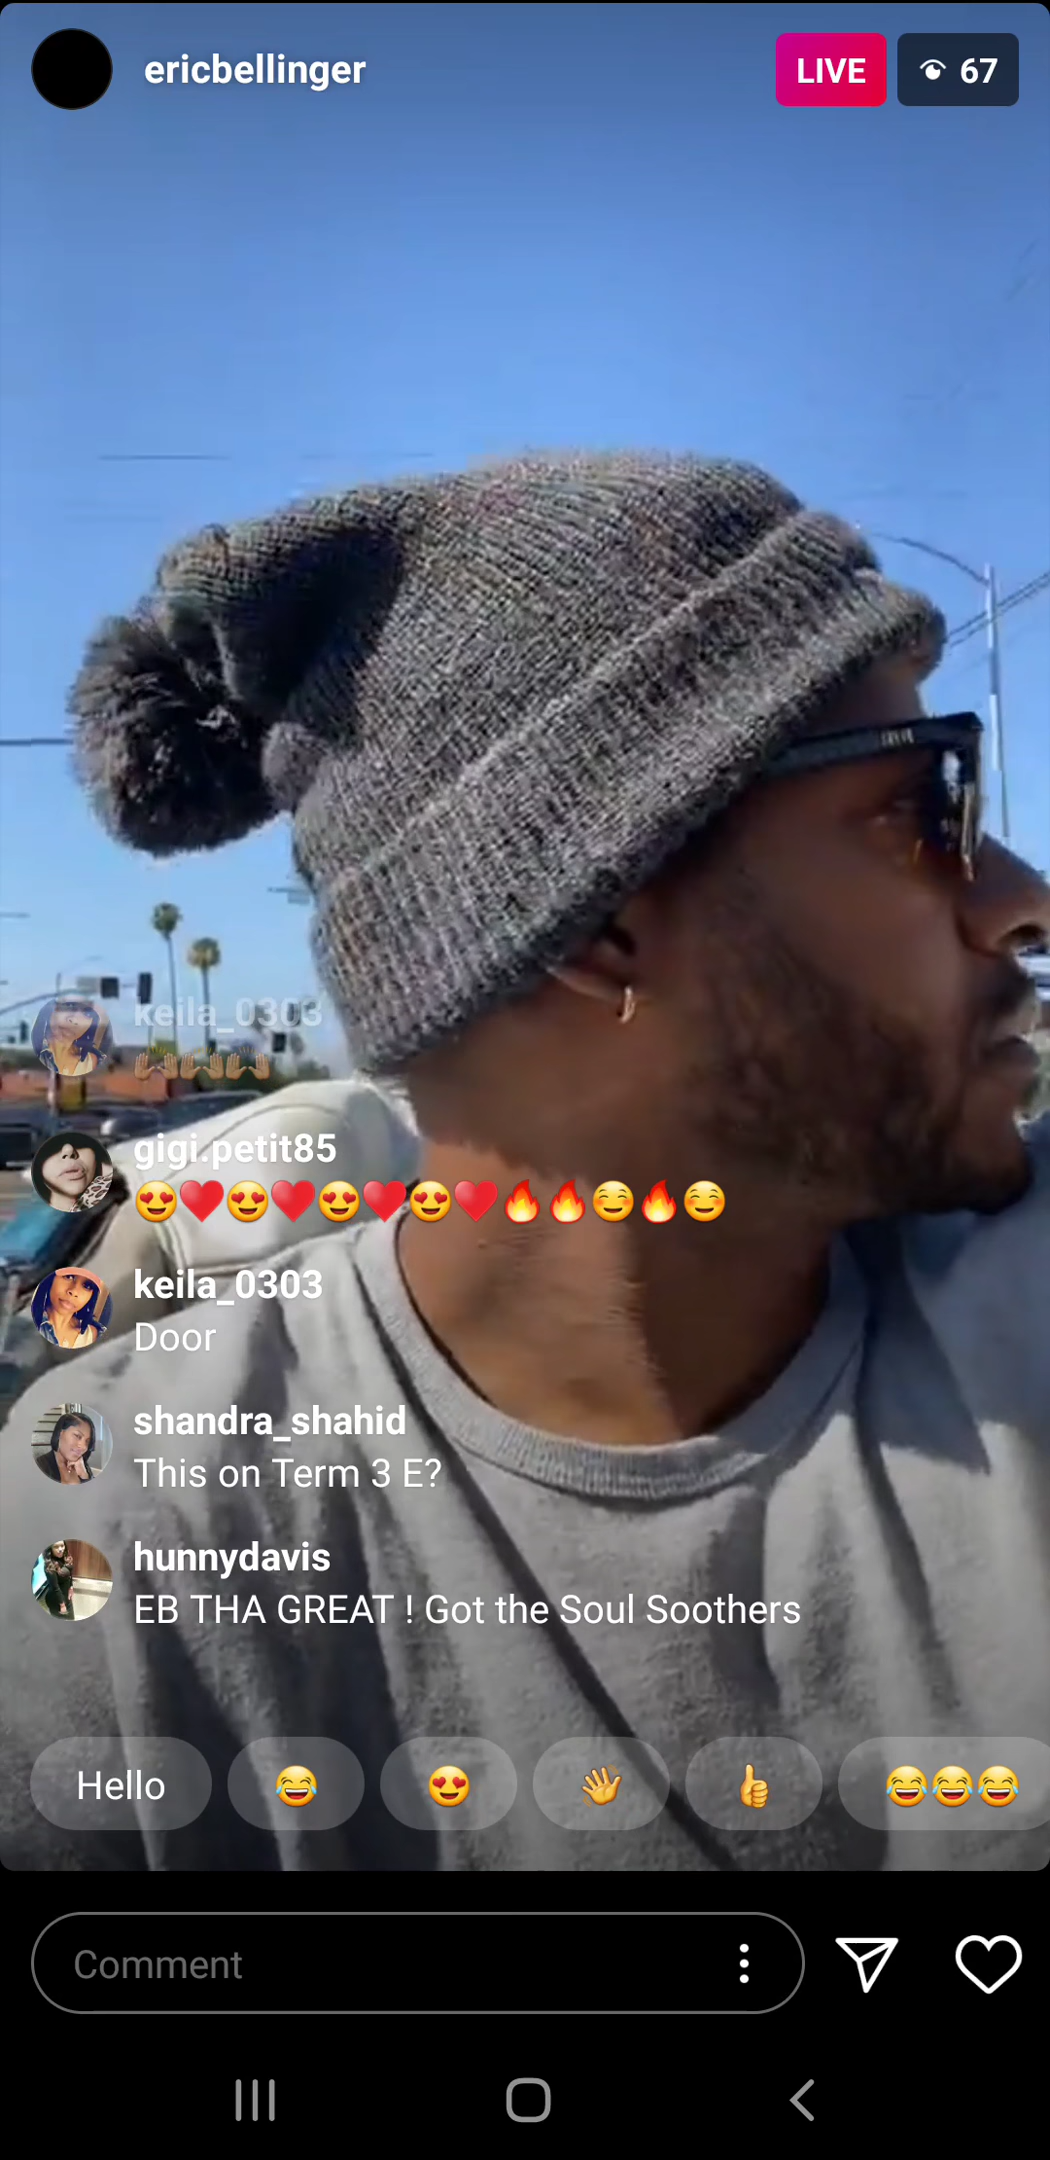 ericbellinger
LIVE
67
keila_0303
🙌🏽🙌🏽🙌🏽
gigi.petit85
😍♥️😍♥️😍♥️😍♥️🔥🔥☺️🔥☺️
keila_0303
Door
shandra_shahid
This on Term 3 E?
hunnydavis
EB THA GREAT ! Got the Soul Soothers
Hello 😂 😍 👋 👍 😂😂😂
Comment